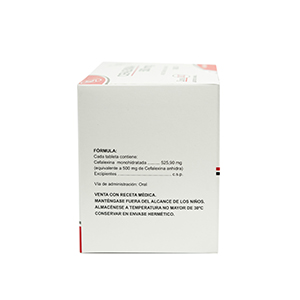 FÓRMULA:
Cada tableta contiene:
Cefalexina monohidratada .......... 525.90 mg
(equivalente a 500 mg de Cefalexina anhidra)
Excipientes ........................................ c.s.p.
Vía de administración: Oral
VENTA CON RECETA MÉDICA.
MANTÉNGASE FUERA DEL ALCANCE DE LOS NIÑOS.
ALMACÉNESE A TEMPERATURA NO MAYOR DE 30ºC
CONSERVAR EN ENVASE HERMÉTICO.